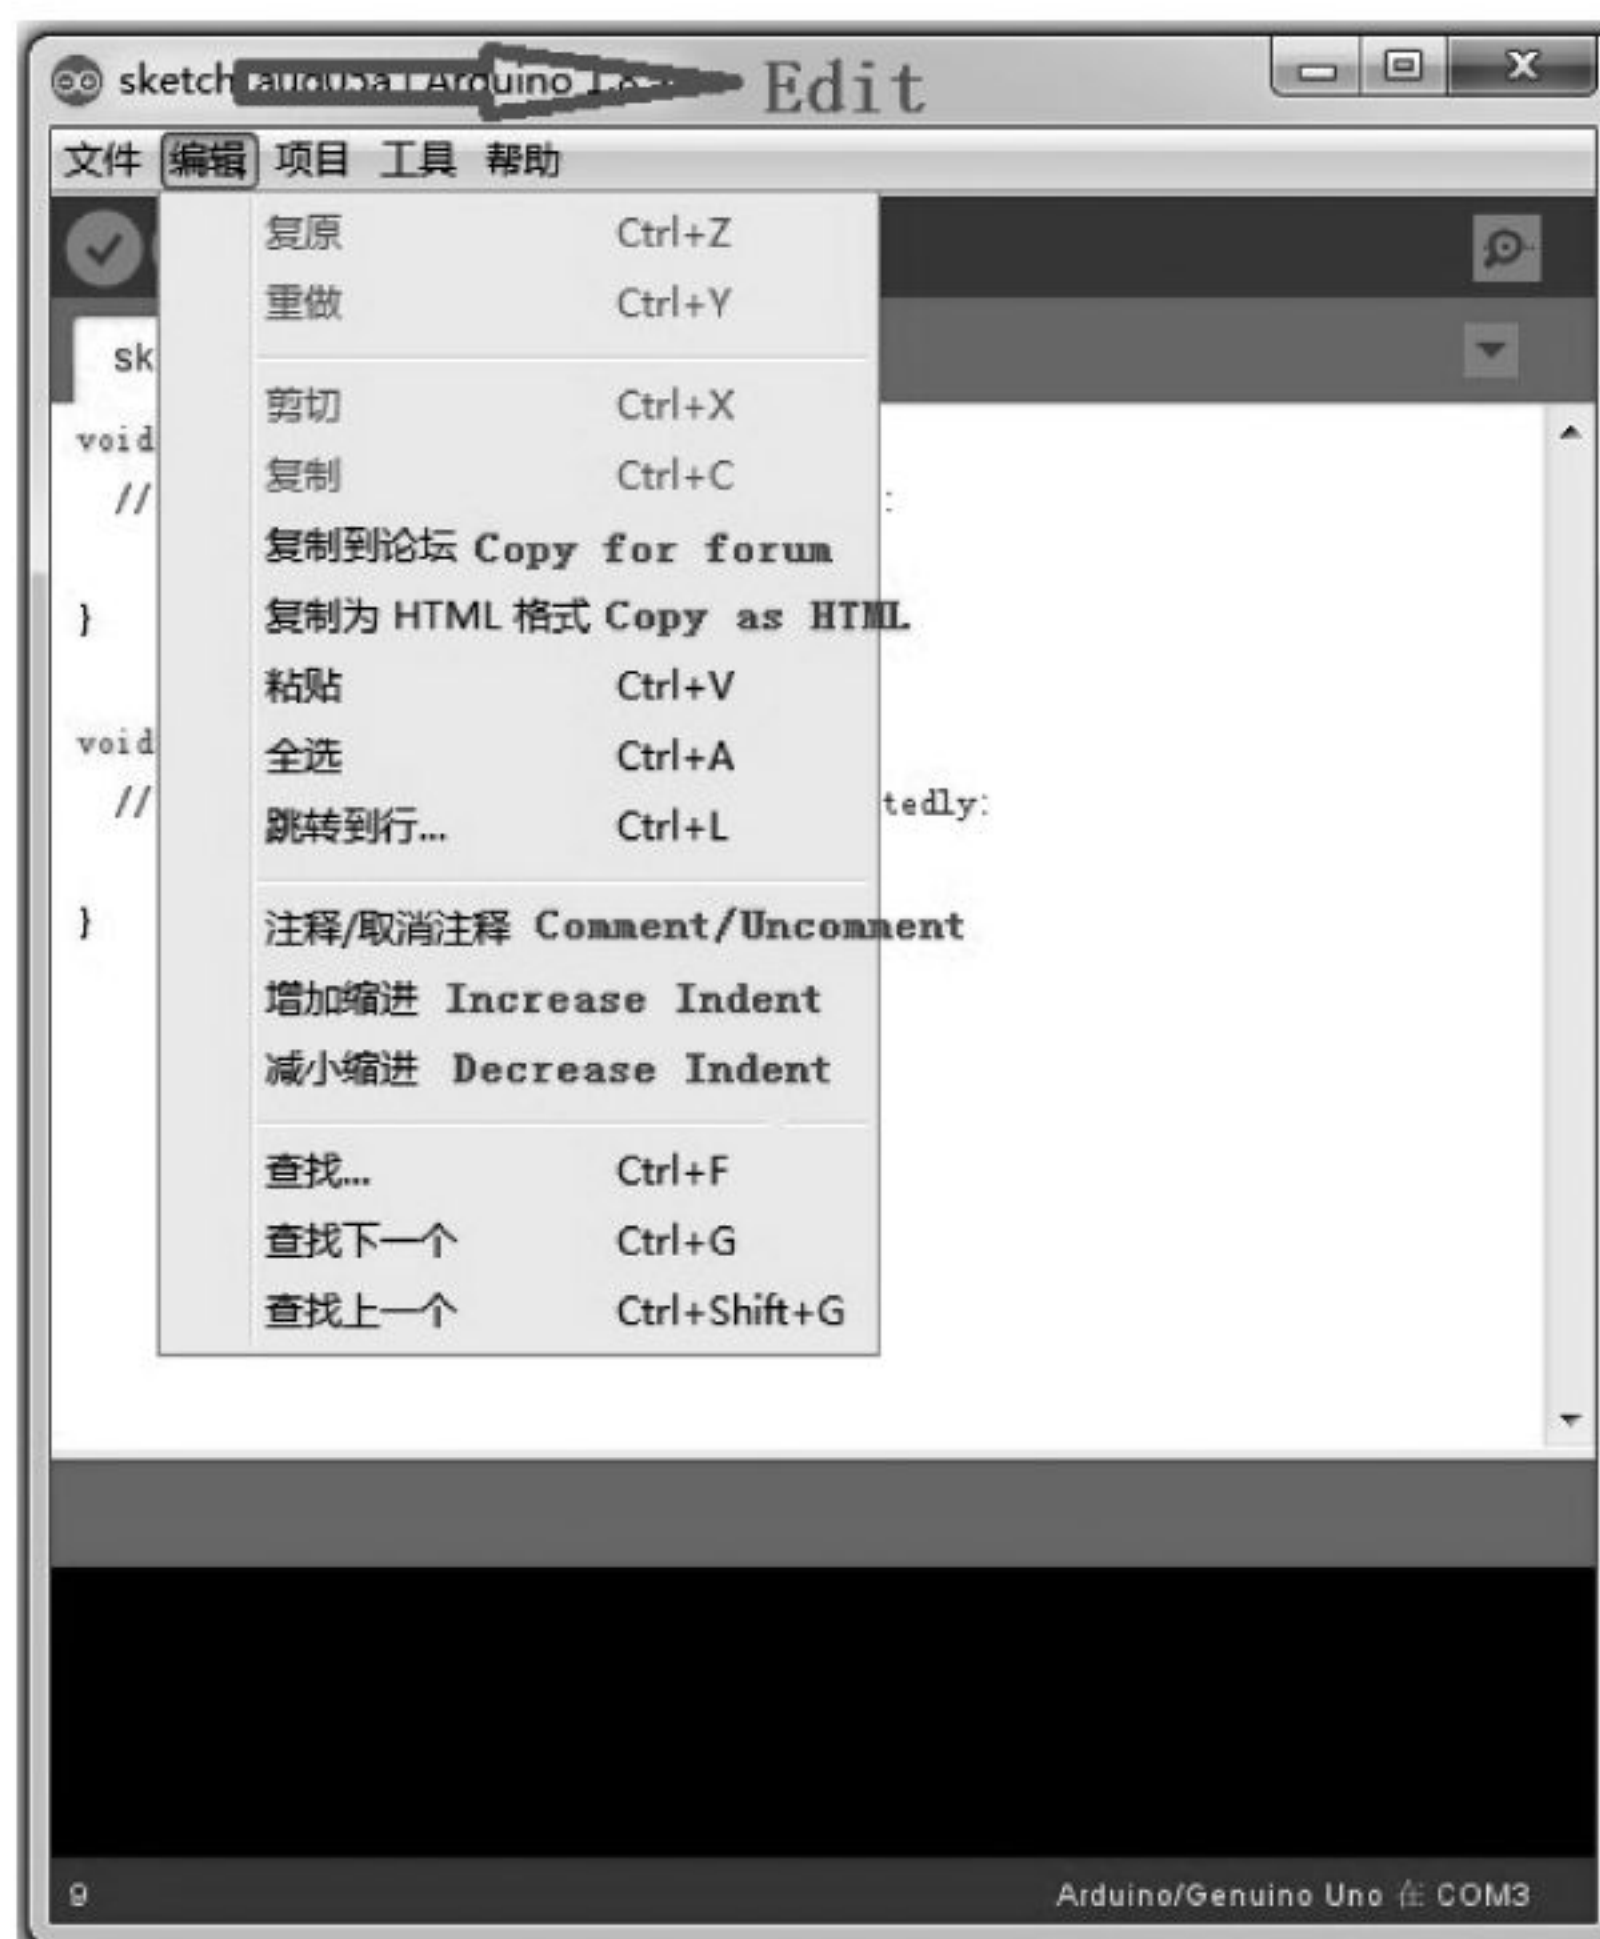 sketch_aug05a | Arduino 1.8. Edit
文件 编辑 项目 工具 帮助
复原 Ctrl+Z
重做 Ctrl+Y
sk
剪切 Ctrl+X
void
复制 Ctrl+C
// :
复制到论坛 Copy for forum
} 复制为 HTML 格式 Copy as HTML
粘贴 Ctrl+V
void 全选 Ctrl+A
// tedly:
跳转到行... Ctrl+L
} 注释/取消注释 Comment/Uncomment
增加缩进 Increase Indent
减小缩进 Decrease Indent
查找... Ctrl+F
查找下一个 Ctrl+G
查找上一个 Ctrl+Shift+G
9 Arduino/Genuino Uno 在 COM3